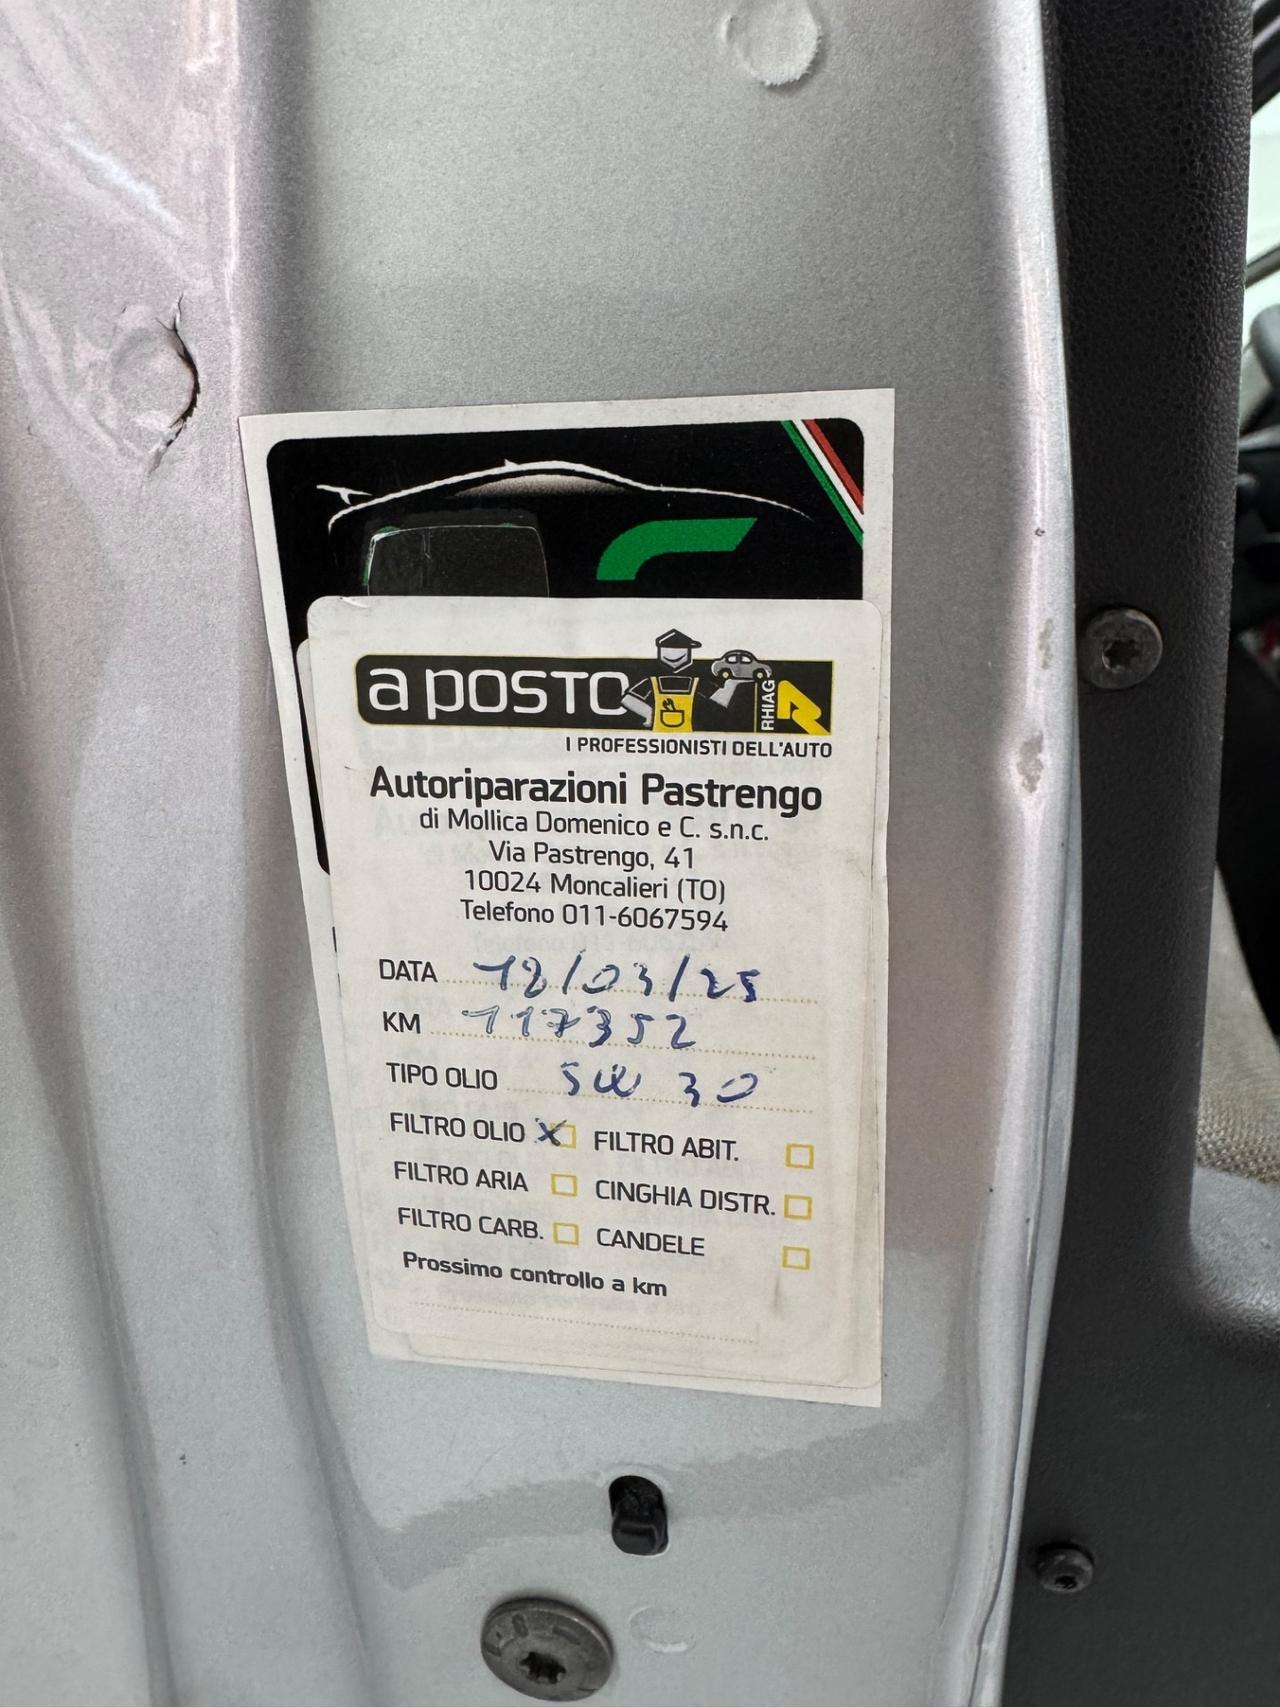 a posto
RHIAG
I PROFESSIONISTI DELL'AUTO
Autoriparazioni Pastrengo
di Mollica Domenico e C. s.n.c.
Via Pastrengo, 41
10024 Moncalieri (TO)
Telefono 011-6067594
DATA 12/03/25
KM 117352
TIPO OLIO 5W 30
FILTRO OLIO X FILTRO ABIT.
FILTRO ARIA CINGHIA DISTR.
FILTRO CARB. CANDELE
Prossimo controllo a km